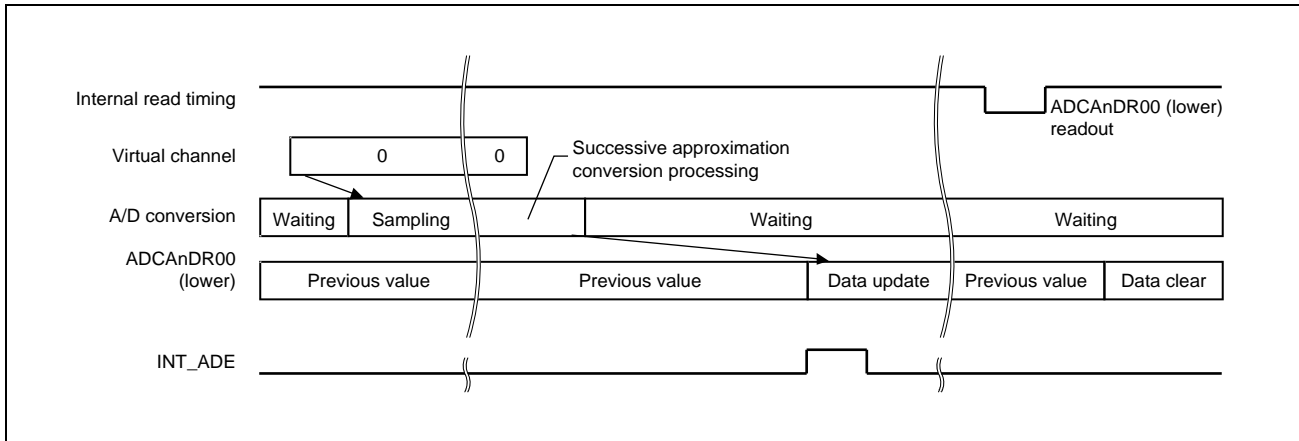 Internal read timing
ADCAnDR00 (lower)
readout
Virtual channel
0
0
Successive approximation
conversion processing
A/D conversion
Waiting
Sampling
Waiting
Waiting
ADCAnDR00
(lower)
Previous value
Previous value
Data update
Previous value
Data clear
INT_ADE